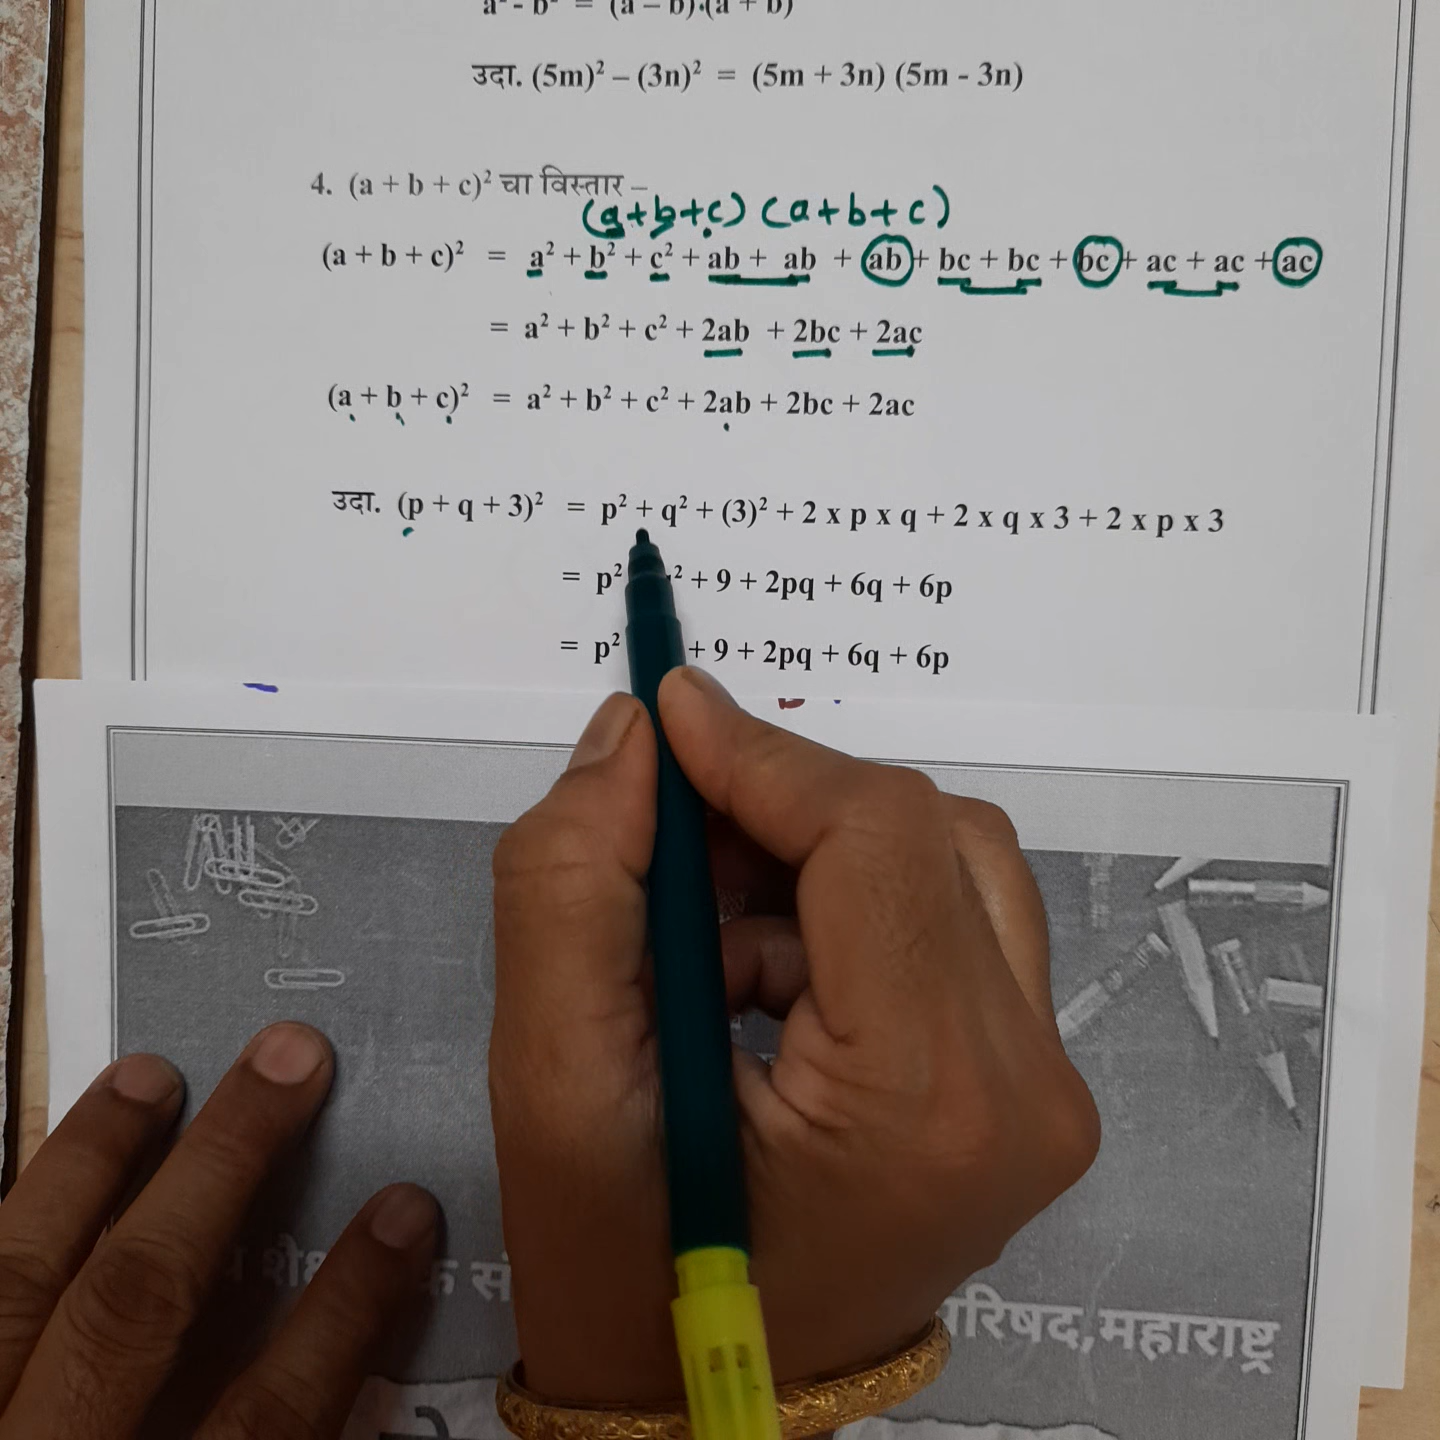 a² - b² = (a – b).(a + b)
उदा. (5m)² – (3n)² = (5m + 3n) (5m - 3n)
4. (a + b + c)² चा विस्तार –
(a+b+c) (a+b+c)
(a + b + c)² = a² + b² + c² + ab + ab + ab + bc + bc + bc + ac + ac + ac
= a² + b² + c² + 2ab + 2bc + 2ac
(a + b + c)² = a² + b² + c² + 2ab + 2bc + 2ac
उदा. (p + q + 3)² = p² + q² + (3)² + 2 x p x q + 2 x q x 3 + 2 x p x 3
= p² ² + 9 + 2pq + 6q + 6p
= p² + 9 + 2pq + 6q + 6p
परिषद,महाराष्ट्र